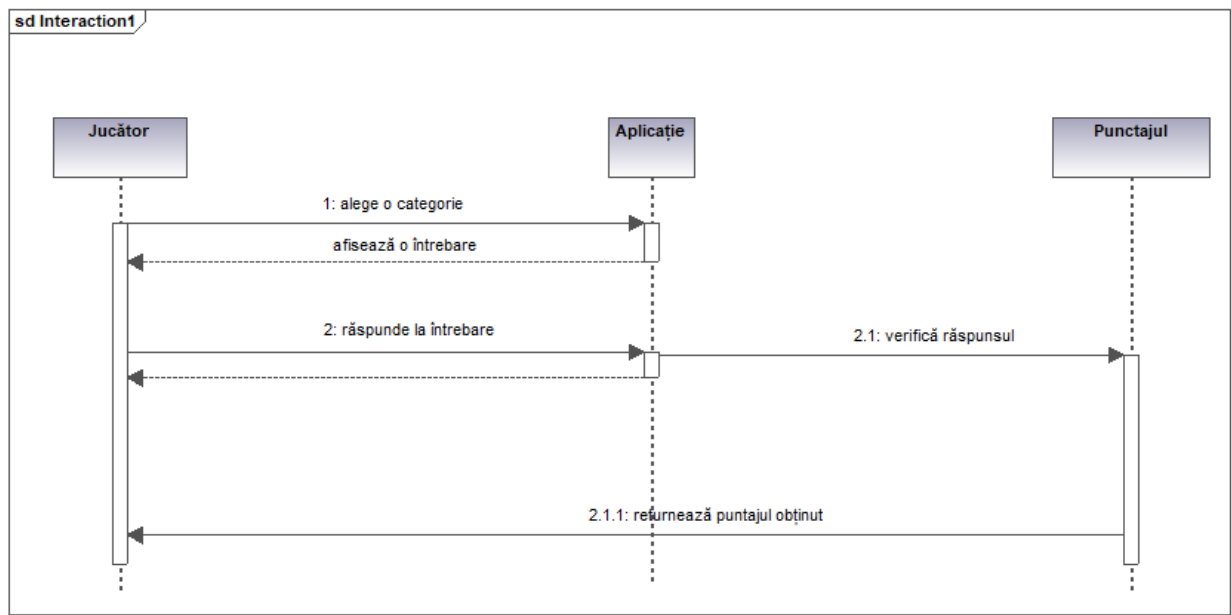 sd Interaction1
Jucător
Aplicație
Punctajul
1: alege o categorie
afisează o întrebare
2: răspunde la întrebare
2.1: verifică răspunsul
2.1.1: returnează puntajul obținut